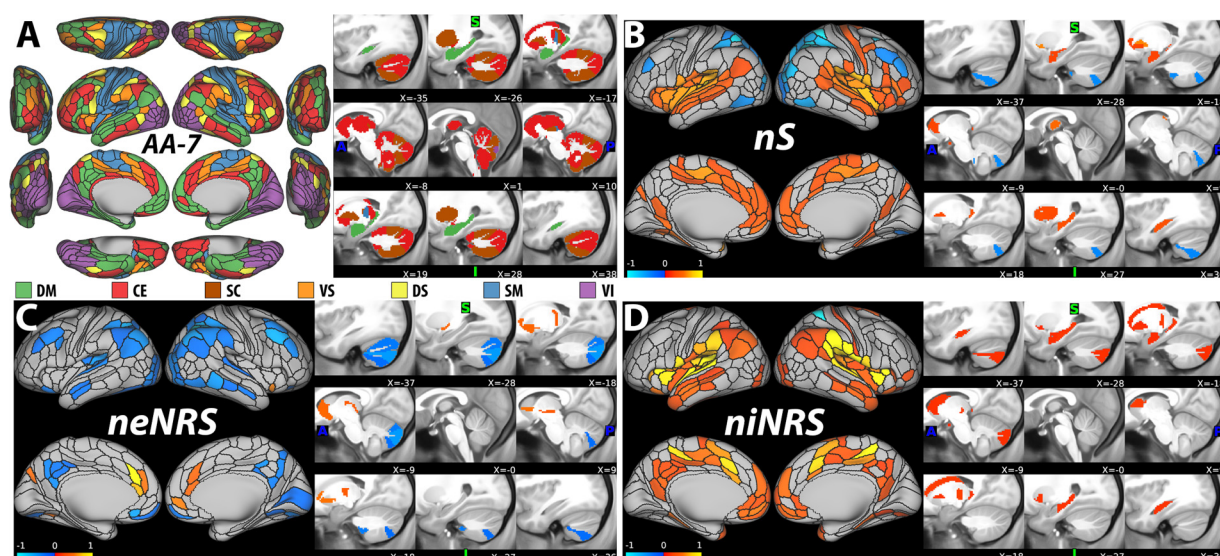 A
AA-7
S
X=-35
X=-26
X=-17
A
P
X=-8
X=1
X=10
X=19
X=28
X=38
DM
CE
SC
VS
DS
SM
VI
B
nS
-1
0
1
S
X=-37
X=-28
A
X=-9
X=-0
X=18
X=27
C
neNRS
-1
0
1
S
X=-37
X=-28
X=-18
A
P
X=-9
X=-0
X=9
D
niNRS
-1
0
1
S
X=-37
X=-28
A
P
X=-9
X=-0